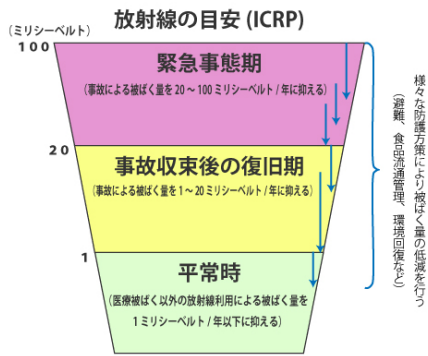 放射線の目安 (ICRP)
(ミリシーベルト)
100
緊急事態期
(事故による被ばく量を 20 〜 100 ミリシーベルト / 年に抑える)
20
事故収束後の復旧期
(事故による被ばく量を 1 〜 20 ミリシーベルト / 年に抑える)
1
平常時
(医療被ばく以外の放射線利用による被ばく量を
1 ミリシーベルト / 年以下に抑える)
様々な防護方策により被ばく量の低減を行う
(避難、食品流通管理、環境回復など)